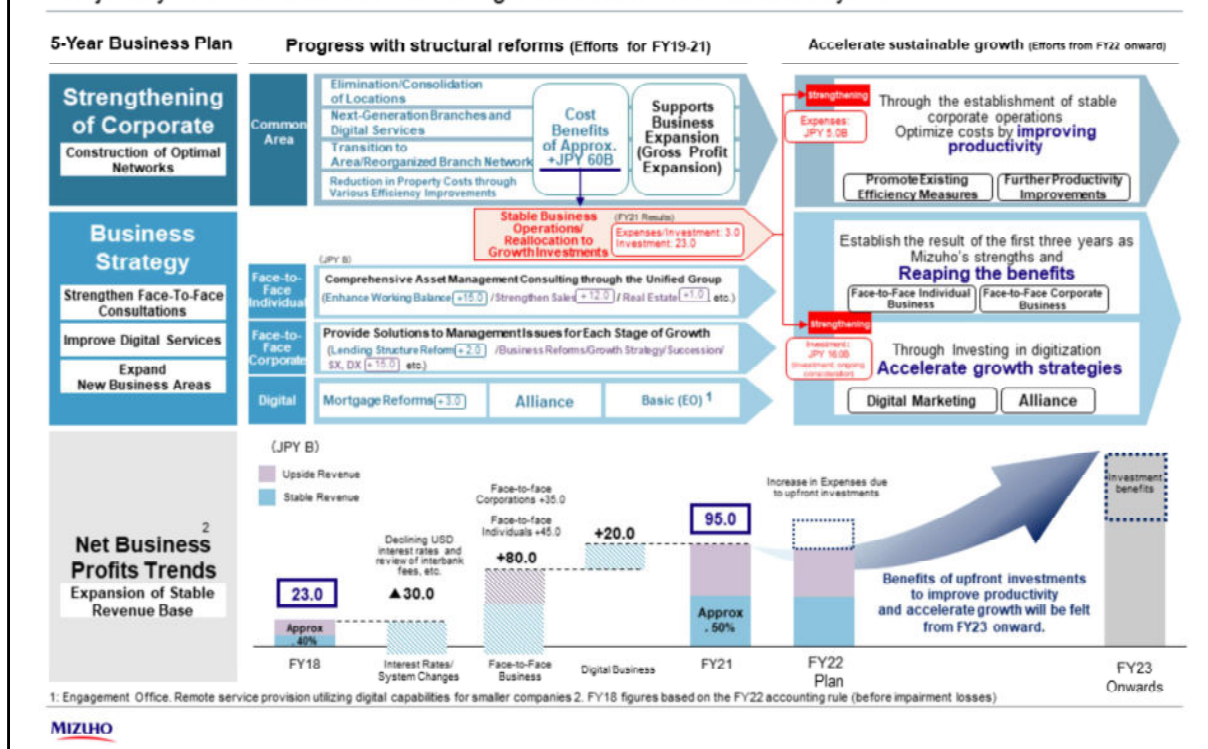 5-Year Business Plan
Progress with structural reforms (Efforts for FY19-21)
Accelerate sustainable growth (Efforts from FY22 onward)
Strengthening
of Corporate
Construction of Optimal
Networks
Common
Area
Elimination/Consolidation
of Locations
Next-Generation Branches and
Digital Services
Transition to
Area/Reorganized Branch Network
Reduction in Property Costs through
Various Efficiency Improvements
Cost
Benefits
of Approx.
+JPY 60B
Supports
Business
Expansion
(Gross Profit
Expansion)
Strengthening
Expenses:
JPY 5.0B
Through the establishment of stable
corporate operations
Optimize costs by improving
productivity
Promote Existing
Efficiency Measures
Further Productivity
Improvements
Stable Business
Operations/
Reallocation to
Growth Investments
(FY21 Results)
Expenses/Investment: 3.0
Investment: 23.0
Business
Strategy
Strengthen Face-To-Face
Consultations
Improve Digital Services
Expand
New Business Areas
(JPY B)
Face-to-
Face
Individual
Comprehensive Asset Management Consulting through the Unified Group
(Enhance Working Balance +15.0 /Strengthen Sales +12.0 / Real Estate +1.0 etc.)
Face-to-
Face
Corporate
Provide Solutions to Management Issues for Each Stage of Growth
(Lending Structure Reform +2.0 /Business Reforms/Growth Strategy/Succession/
SX, DX +15.0 etc.)
Digital
Mortgage Reforms +3.0
Alliance
Basic (EO) 1
Establish the result of the first three years as
Mizuho's strengths and
Reaping the benefits
Face-to-Face Individual
Business
Face-to-Face Corporate
Business
Strengthening
Investment:
JPY 16.0B
Investment ongoing
consideration
Through Investing in digitization
Accelerate growth strategies
Digital Marketing
Alliance
2
Net Business
Profits Trends
Expansion of Stable
Revenue Base
(JPY B)
Upside Revenue
Stable Revenue
23.0
Approx
. 40%
FY18
Declining USD
interest rates and
review of interbank
fees, etc.
▲30.0
Interest Rates/
System Changes
Face-to-face
Corporations +35.0
Face-to-face
Individuals +45.0
+80.0
Face-to-Face
Business
+20.0
Digital Business
95.0
Approx
. 50%
FY21
Increase in Expenses due
to upfront investments
FY22
Plan
Benefits of upfront investments
to improve productivity
and accelerate growth will be felt
from FY23 onward.
Investment
benefits
FY23
Onwards
1: Engagement Office. Remote service provision utilizing digital capabilities for smaller companies 2. FY18 figures based on the FY22 accounting rule (before impairment losses)
MIZUHO